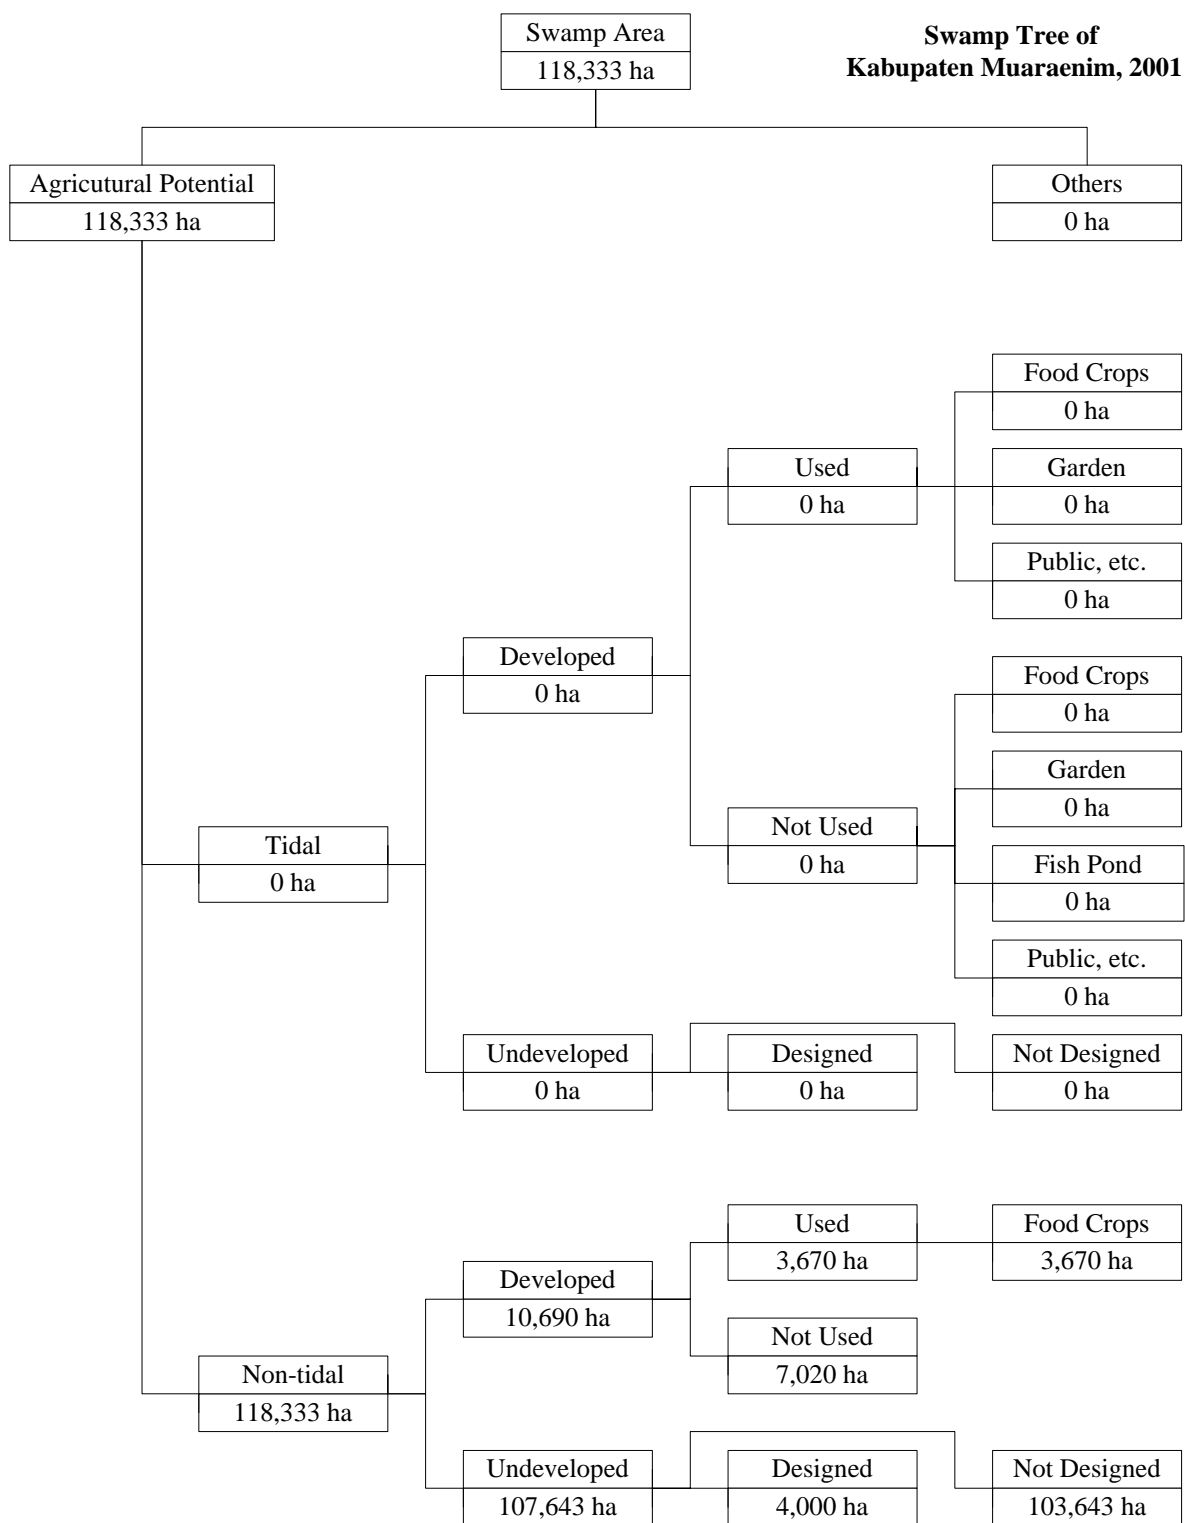 Swamp Area
118,333 ha
Swamp Tree of
Kabupaten Muaraenim, 2001
Agricutural Potential
118,333 ha
Others
0 ha
Food Crops
0 ha
Used
0 ha
Garden
0 ha
Public, etc.
0 ha
Developed
0 ha
Food Crops
0 ha
Garden
0 ha
Tidal
0 ha
Not Used
0 ha
Fish Pond
0 ha
Public, etc.
0 ha
Undeveloped
0 ha
Designed
0 ha
Not Designed
0 ha
Used
3,670 ha
Food Crops
3,670 ha
Developed
10,690 ha
Not Used
7,020 ha
Non-tidal
118,333 ha
Undeveloped
107,643 ha
Designed
4,000 ha
Not Designed
103,643 ha